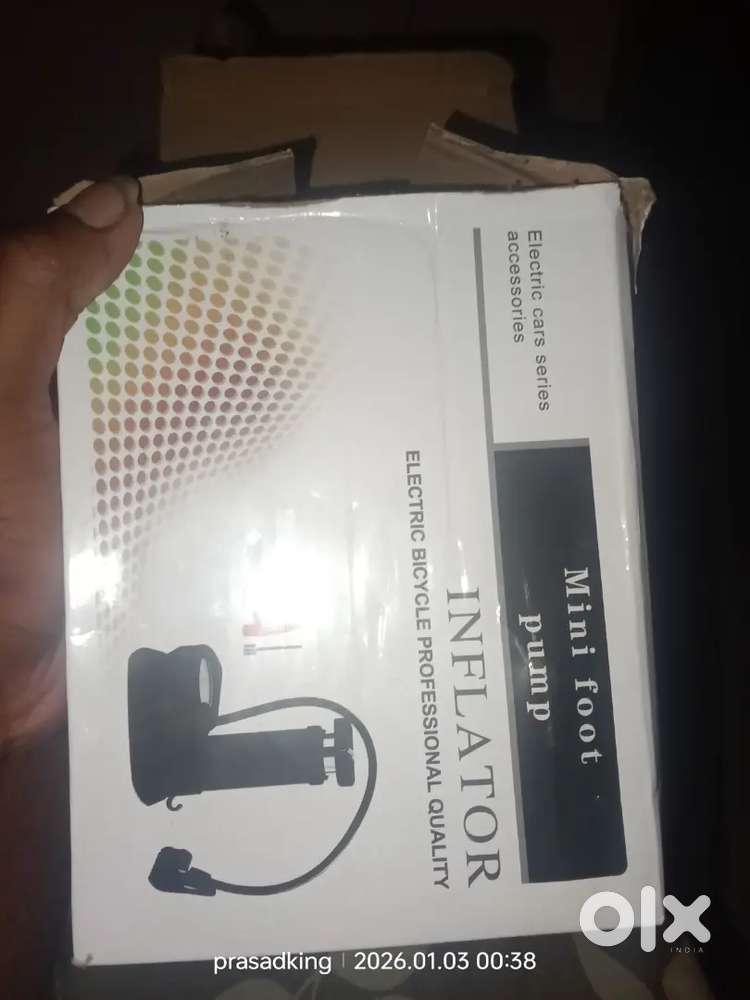 Electric cars series
accessories
Mini foot
pump
INFLATOR
ELECTRIC BICYCLE PROFESSIONAL QUALITY
olx
INDIA
prasadking | 2026.01.03 00:38